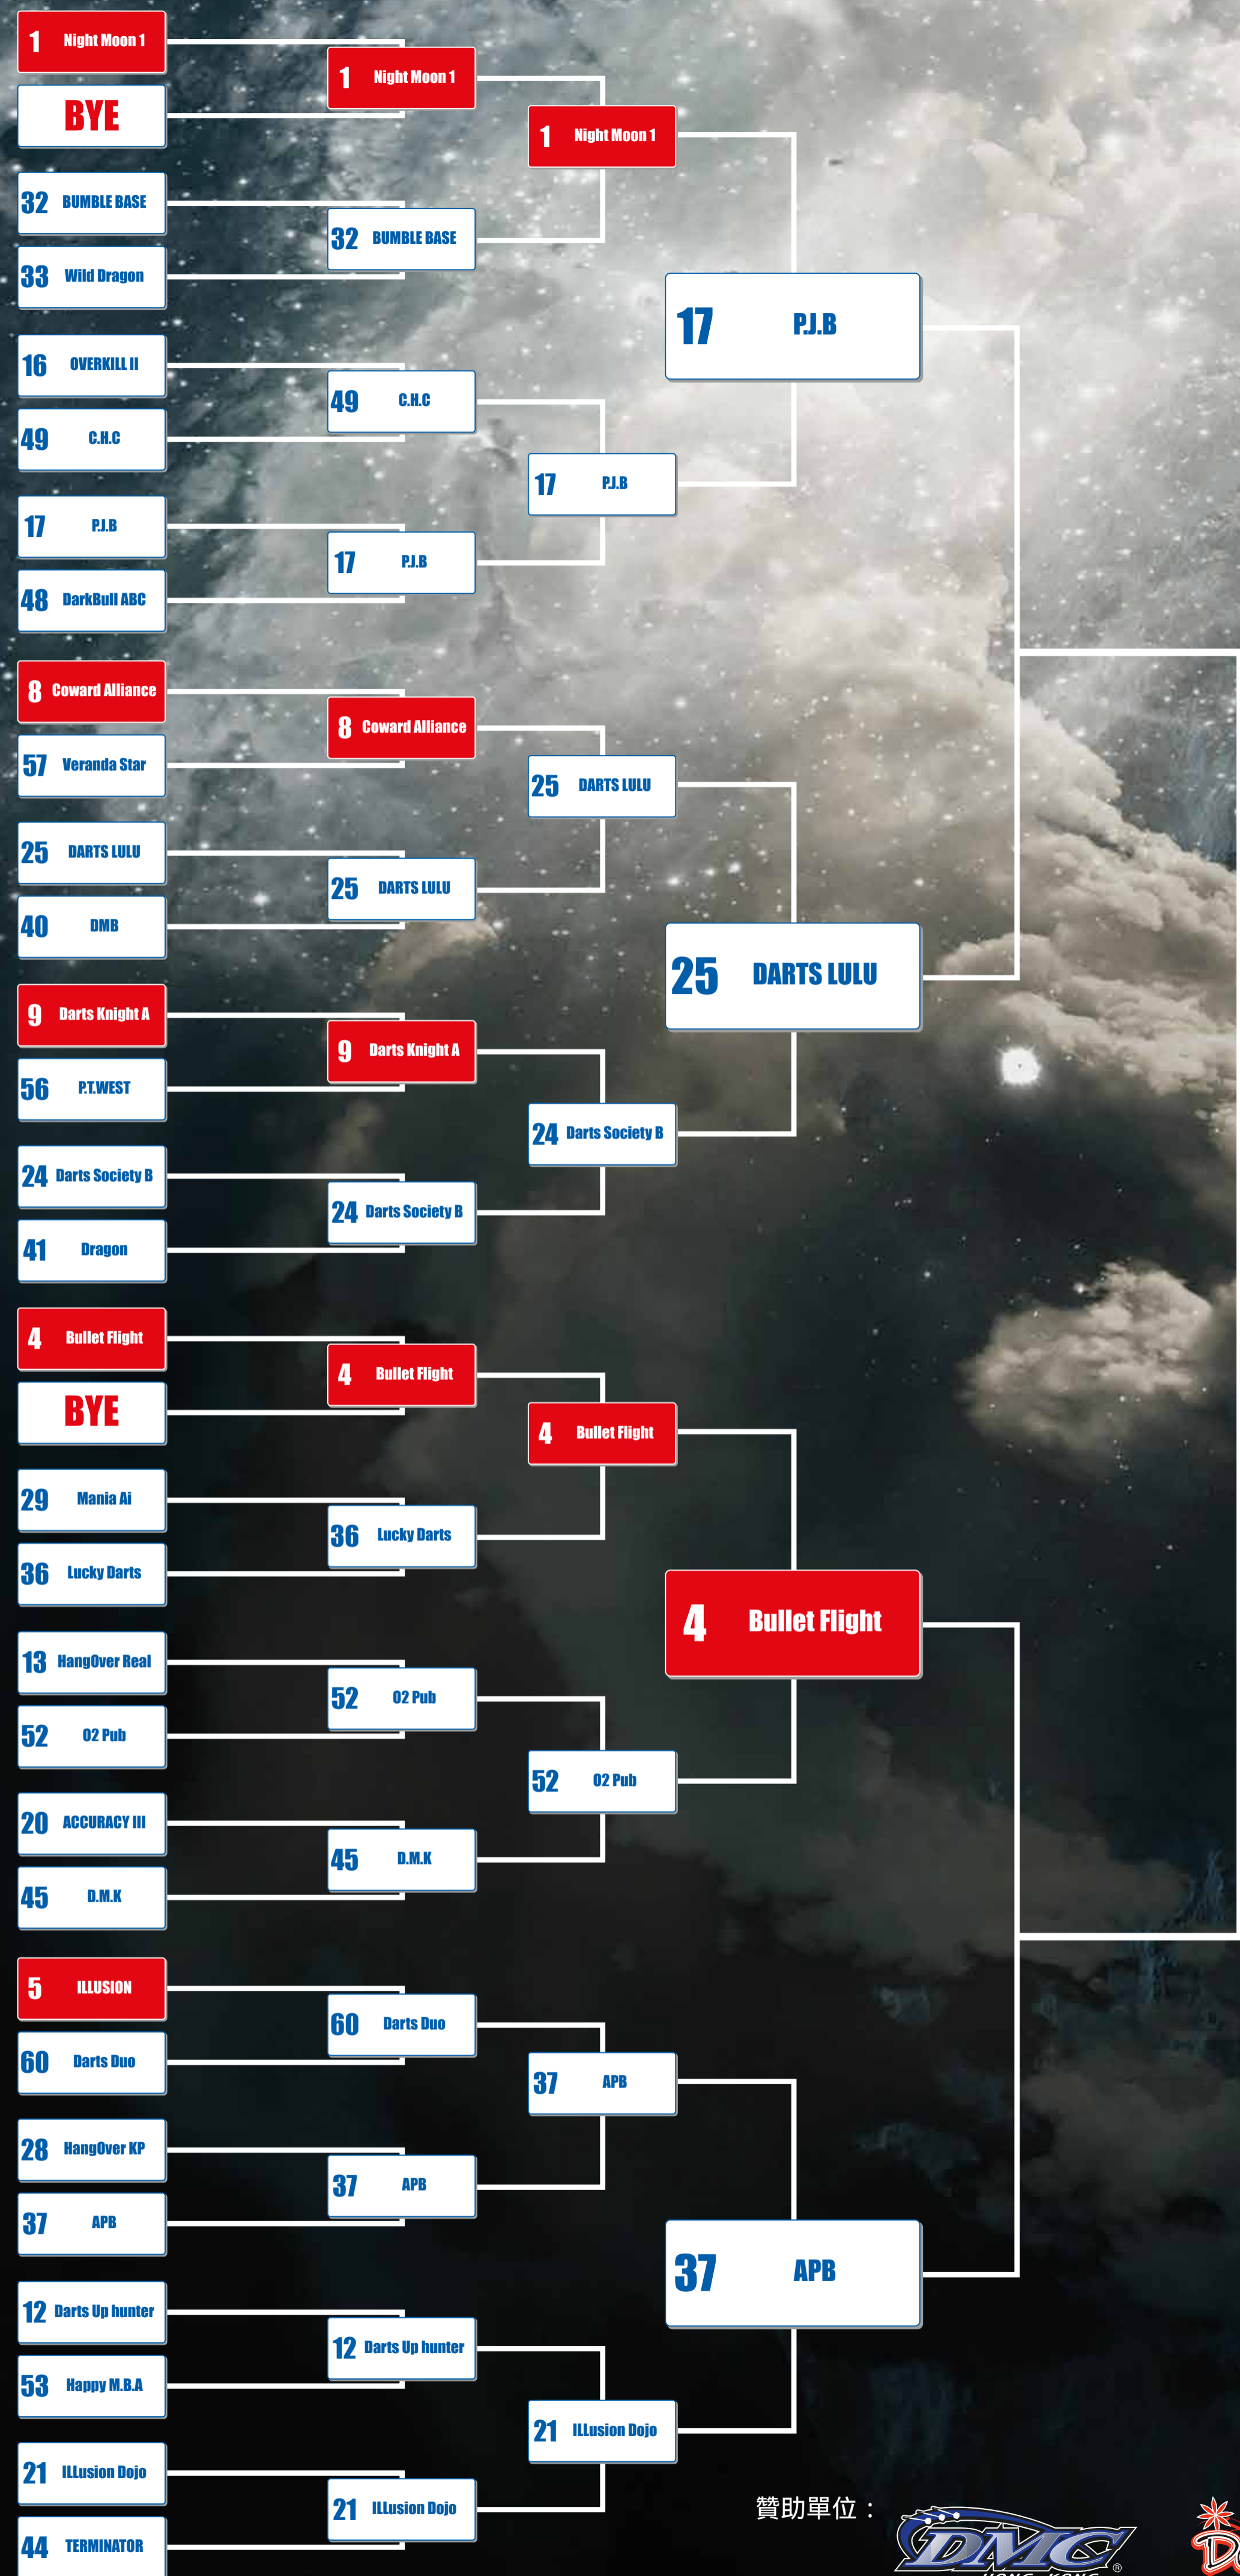 1 Night Moon 1
BYE
32 BUMBLE BASE
33 Wild Dragon
16 OVERKILL II
49 C.H.C
17 P.J.B
48 DarkBull ABC
8 Coward Alliance
57 Veranda Star
25 DARTS LULU
40 DMB
9 Darts Knight A
56 P.T.WEST
24 Darts Society B
41 Dragon
4 Bullet Flight
BYE
29 Mania Ai
36 Lucky Darts
13 HangOver Real
52 O2 Pub
20 ACCURACY III
45 D.M.K
5 ILLUSION
60 Darts Duo
28 HangOver KP
37 APB
12 Darts Up hunter
53 Happy M.B.A
21 ILLusion Dojo
44 TERMINATOR
1 Night Moon 1
32 BUMBLE BASE
49 C.H.C
17 P.J.B
8 Coward Alliance
25 DARTS LULU
9 Darts Knight A
24 Darts Society B
4 Bullet Flight
36 Lucky Darts
52 O2 Pub
45 D.M.K
60 Darts Duo
37 APB
12 Darts Up hunter
21 ILLusion Dojo
1 Night Moon 1
17 P.J.B
25 DARTS LULU
24 Darts Society B
4 Bullet Flight
52 O2 Pub
37 APB
21 ILLusion Dojo
17 P.J.B
25 DARTS LULU
4 Bullet Flight
37 APB
贊助單位：
DMC ®